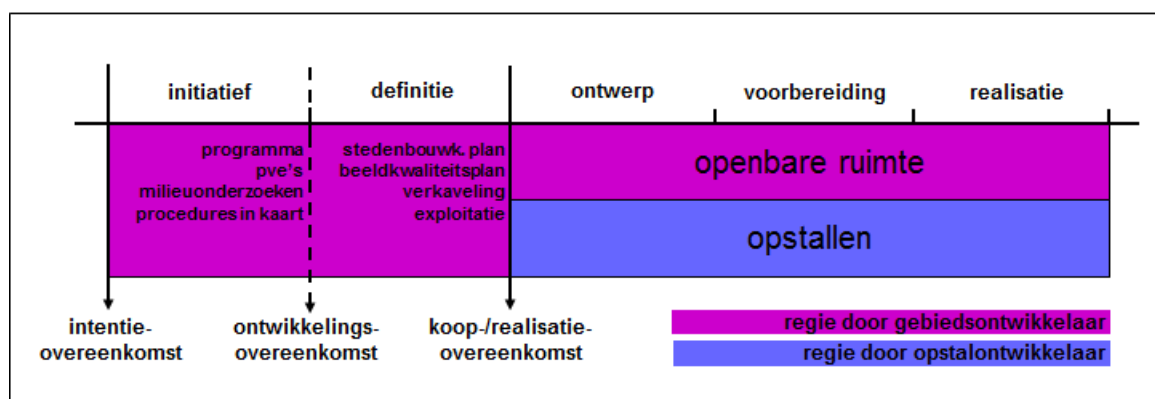 initiatief
definitie
ontwerp
voorbereiding
realisatie
programma
pve's
milieuonderzoeken
procedures in kaart
stedenbouwk. plan
beeldkwaliteitsplan
verkaveling
exploitatie
openbare ruimte
opstallen
intentie-
overeenkomst
ontwikkelings-
overeenkomst
koop-/realisatie-
overeenkomst
regie door gebiedsontwikkelaar
regie door opstalontwikkelaar